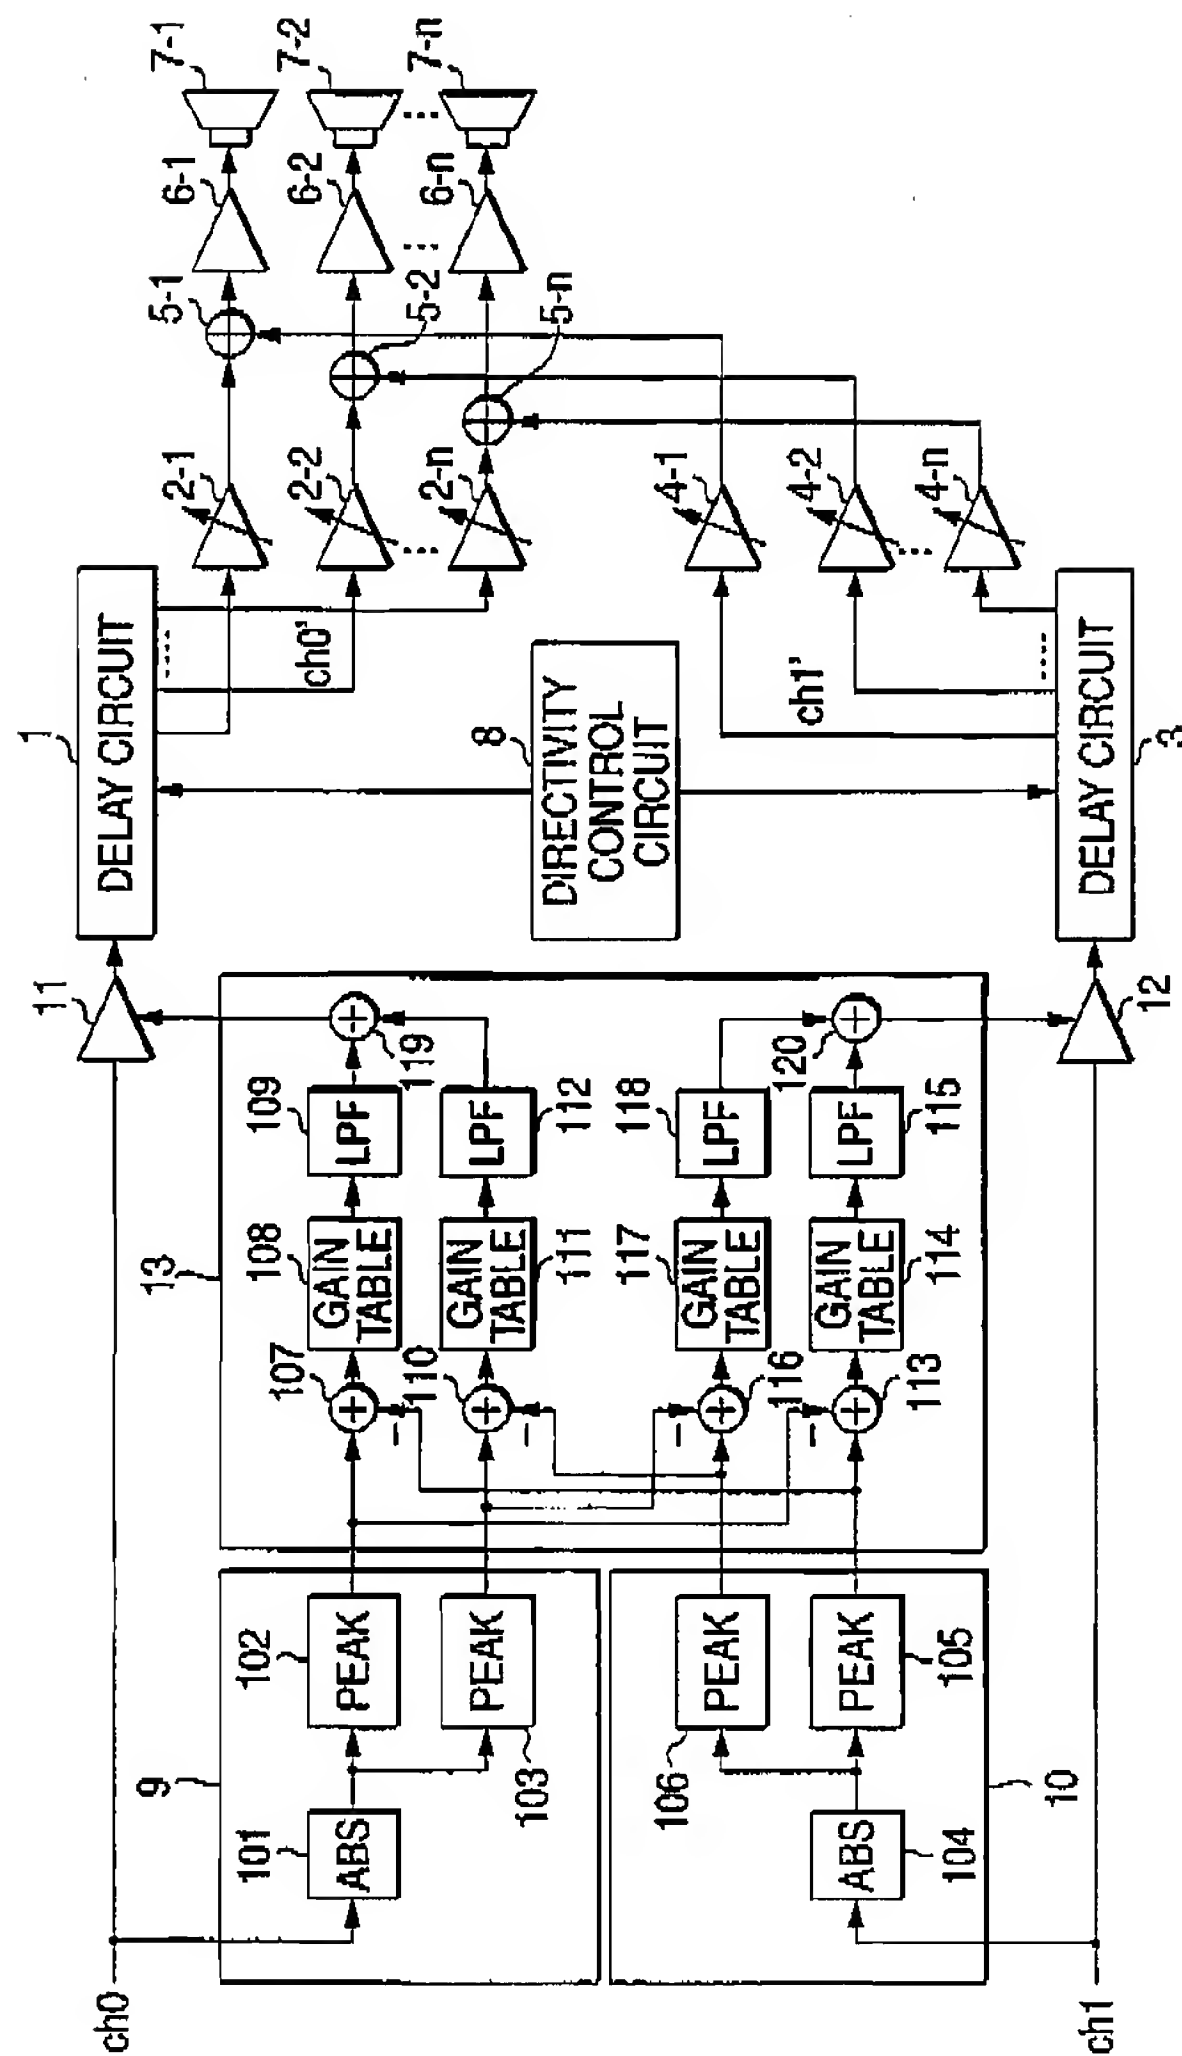 ch0
ch1
9
101
ABS
102
PEAK
103
PEAK
10
104
ABS
106
PEAK
105
PEAK
13
107
−
108
GAIN
TABLE
109
LPF
119
110
−
111
GAIN
TABLE
112
LPF
116
−
117
GAIN
TABLE
118
LPF
120
113
−
114
GAIN
TABLE
115
LPF
11
12
1
DELAY CIRCUIT
8
DIRECTIVITY
CONTROL
CIRCUIT
3
DELAY CIRCUIT
ch0'
ch1'
2-1
2-2
2-n
4-1
4-2
4-n
5-1
5-2
5-n
6-1
6-2
6-n
7-1
7-2
7-n